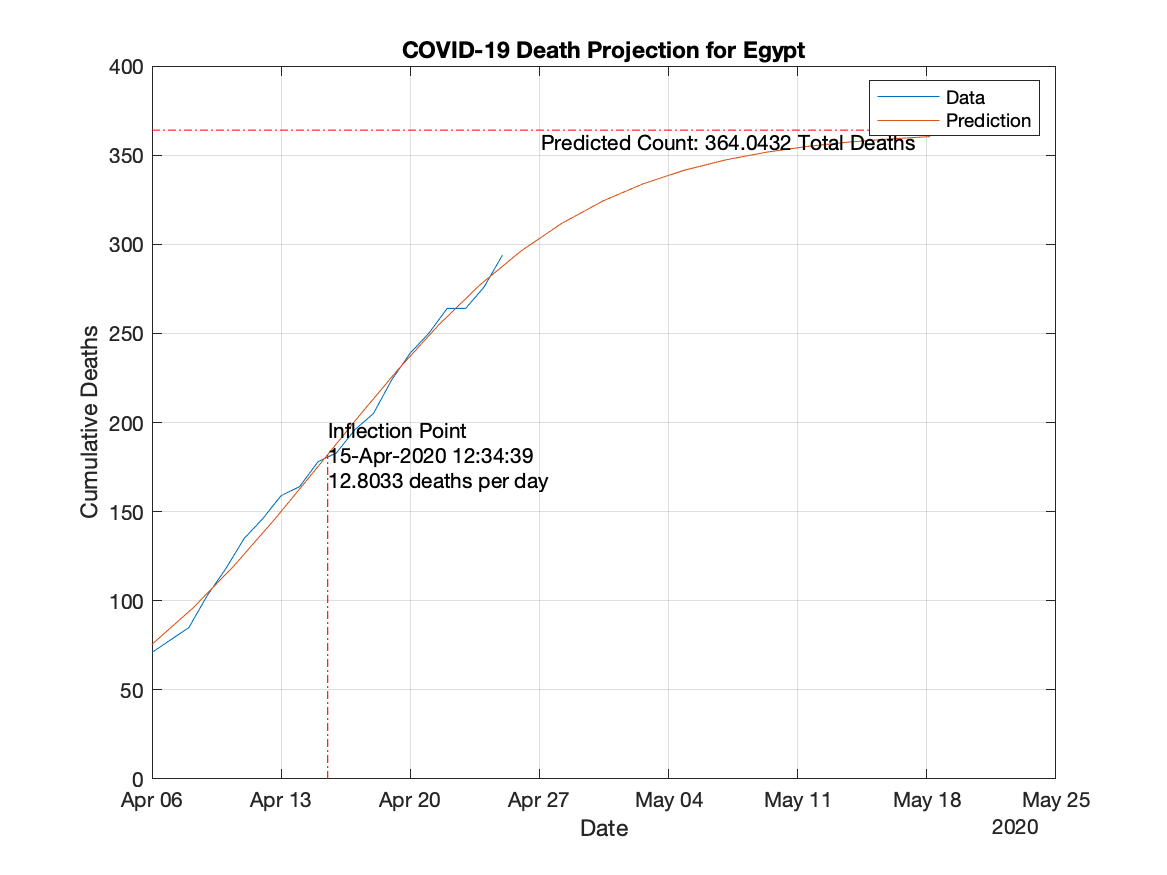 COVID-19 Death Projection for Egypt
400
350
300
250
200
150
100
50
0
Cumulative Deaths
Data
Prediction
Predicted Count: 364.0432 Total Deaths
Inflection Point
15-Apr-2020 12:34:39
12.8033 deaths per day
Apr 06
Apr 13
Apr 20
Apr 27
May 04
May 11
May 18
May 25
Date
2020